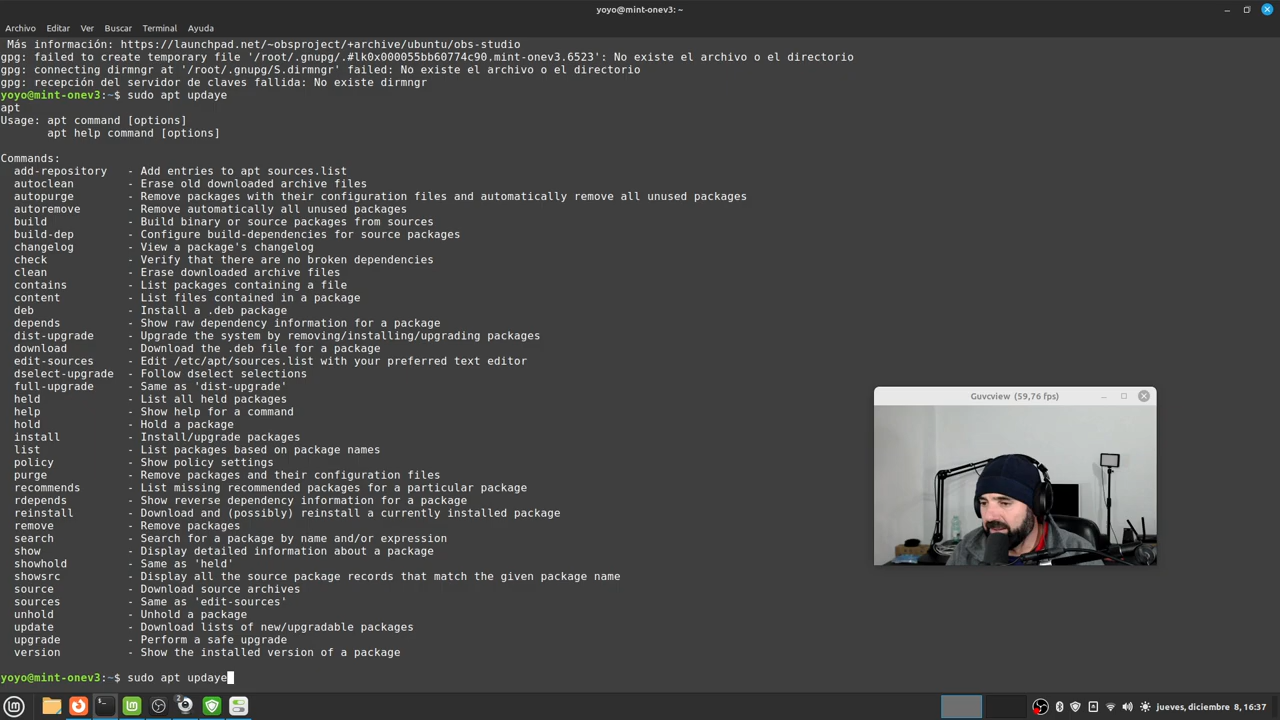 yoyo@mint-onev3: ~
Archivo Editar Ver Buscar Terminal Ayuda
Más información: https://launchpad.net/~obsproject/+archive/ubuntu/obs-studio
gpg: failed to create temporary file '/root/.gnupg/.#lk0x000055bb60774c90.mint-onev3.6523': No existe el archivo o el directorio
gpg: connecting dirmngr at '/root/.gnupg/S.dirmngr' failed: No existe el archivo o el directorio
gpg: recepción del servidor de claves fallida: No existe dirmngr
yoyo@mint-onev3:~$ sudo apt updaye
apt
Usage: apt command [options]
       apt help command [options]
Commands:
  add-repository   - Add entries to apt sources.list
  autoclean        - Erase old downloaded archive files
  autopurge        - Remove packages with their configuration files and automatically remove all unused packages
  autoremove       - Remove automatically all unused packages
  build            - Build binary or source packages from sources
  build-dep        - Configure build-dependencies for source packages
  changelog        - View a package's changelog
  check            - Verify that there are no broken dependencies
  clean            - Erase downloaded archive files
  contains         - List packages containing a file
  content          - List files contained in a package
  deb              - Install a .deb package
  depends          - Show raw dependency information for a package
  dist-upgrade     - Upgrade the system by removing/installing/upgrading packages
  download         - Download the .deb file for a package
  edit-sources     - Edit /etc/apt/sources.list with your preferred text editor
  dselect-upgrade  - Follow dselect selections
  full-upgrade     - Same as 'dist-upgrade'
  held             - List all held packages
  help             - Show help for a command
  hold             - Hold a package
  install          - Install/upgrade packages
  list             - List packages based on package names
  policy           - Show policy settings
  purge            - Remove packages and their configuration files
  recommends       - List missing recommended packages for a particular package
  rdepends         - Show reverse dependency information for a package
  reinstall        - Download and (possibly) reinstall a currently installed package
  remove           - Remove packages
  search           - Search for a package by name and/or expression
  show             - Display detailed information about a package
  showhold         - Same as 'held'
  showsrc          - Display all the source package records that match the given package name
  source           - Download source archives
  sources          - Same as 'edit-sources'
  unhold           - Unhold a package
  update           - Download lists of new/upgradable packages
  upgrade          - Perform a safe upgrade
  version          - Show the installed version of a package
yoyo@mint-onev3:~$ sudo apt updaye
Guvcview (59,76 fps)
2
jueves, diciembre 8, 16:37